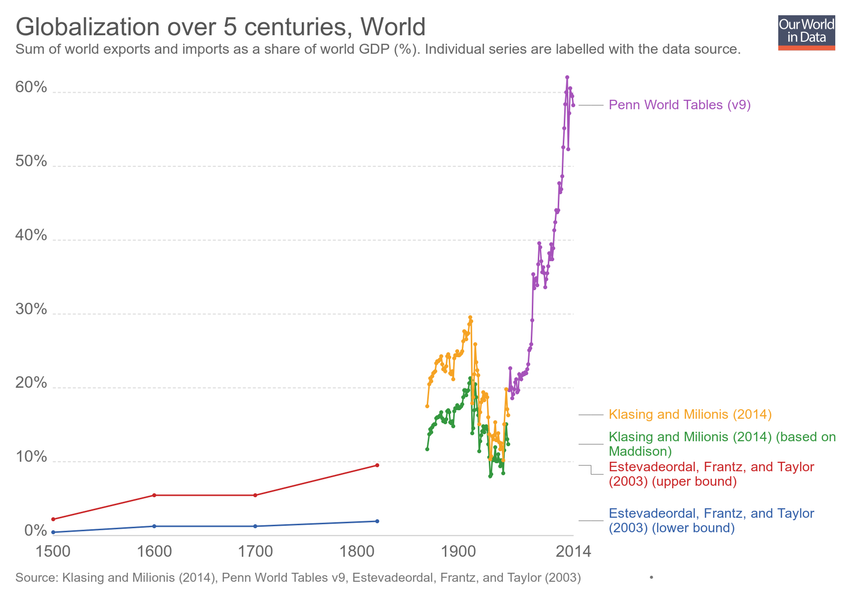 Globalization over 5 centuries, World
Our World
in Data
Sum of world exports and imports as a share of world GDP (%). Individual series are labelled with the data source.
60%
Penn World Tables (v9)
50%
40%
30%
20%
Klasing and Milionis (2014)
Klasing and Milionis (2014) (based on
Maddison)
10%
Estevadeordal, Frantz, and Taylor
(2003) (upper bound)
Estevadeordal, Frantz, and Taylor
(2003) (lower bound)
0%
1500 1600 1700 1800 1900 2014
Source: Klasing and Milionis (2014), Penn World Tables v9, Estevadeordal, Frantz, and Taylor (2003) •